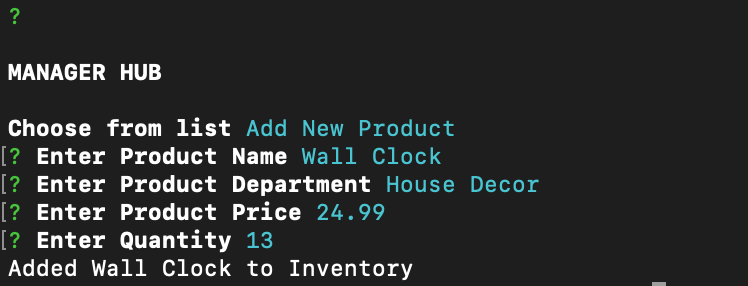 ?
MANAGER HUB
Choose from list Add New Product
[? Enter Product Name Wall Clock
[? Enter Product Department House Decor
[? Enter Product Price 24.99
[? Enter Quantity 13
Added Wall Clock to Inventory